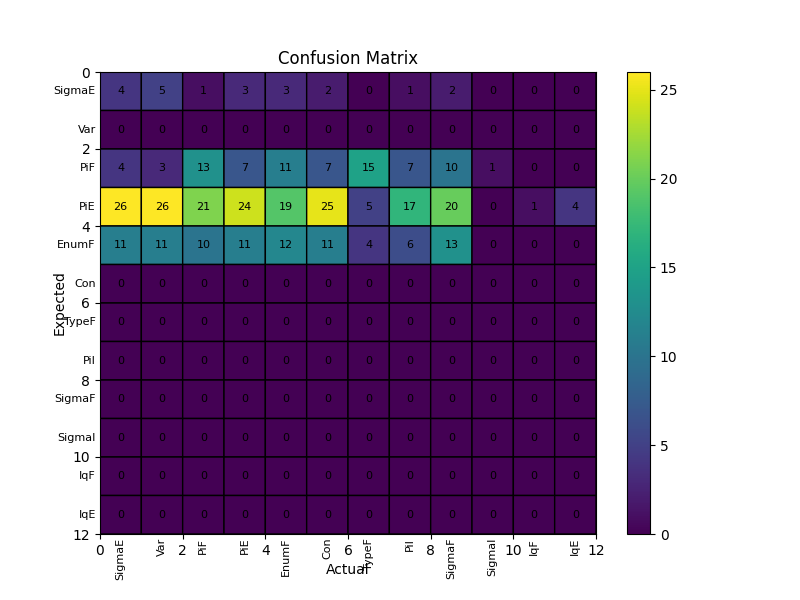 Confusion Matrix
0
SigmaE 4 5 1 3 3 2 0 1 2 0 0 0
Var 0 0 0 0 0 0 0 0 0 0 0 0
2
PiF 4 3 13 7 11 7 15 7 10 1 0 0
PiE 26 26 21 24 19 25 5 17 20 0 1 4
4
EnumF 11 11 10 11 12 11 4 6 13 0 0 0
Con 0 0 0 0 0 0 0 0 0 0 0 0
Expected
6
TypeF 0 0 0 0 0 0 0 0 0 0 0 0
PiI 0 0 0 0 0 0 0 0 0 0 0 0
8
SigmaF 0 0 0 0 0 0 0 0 0 0 0 0
SigmaI 0 0 0 0 0 0 0 0 0 0 0 0
10
IqF 0 0 0 0 0 0 0 0 0 0 0 0
IqE 0 0 0 0 0 0 0 0 0 0 0 0
12
0 2 4 6 8 10 12
SigmaE Var PiF PiE EnumF Con TypeF PiI SigmaF SigmaI IqF IqE
Actual
25
20
15
10
5
0